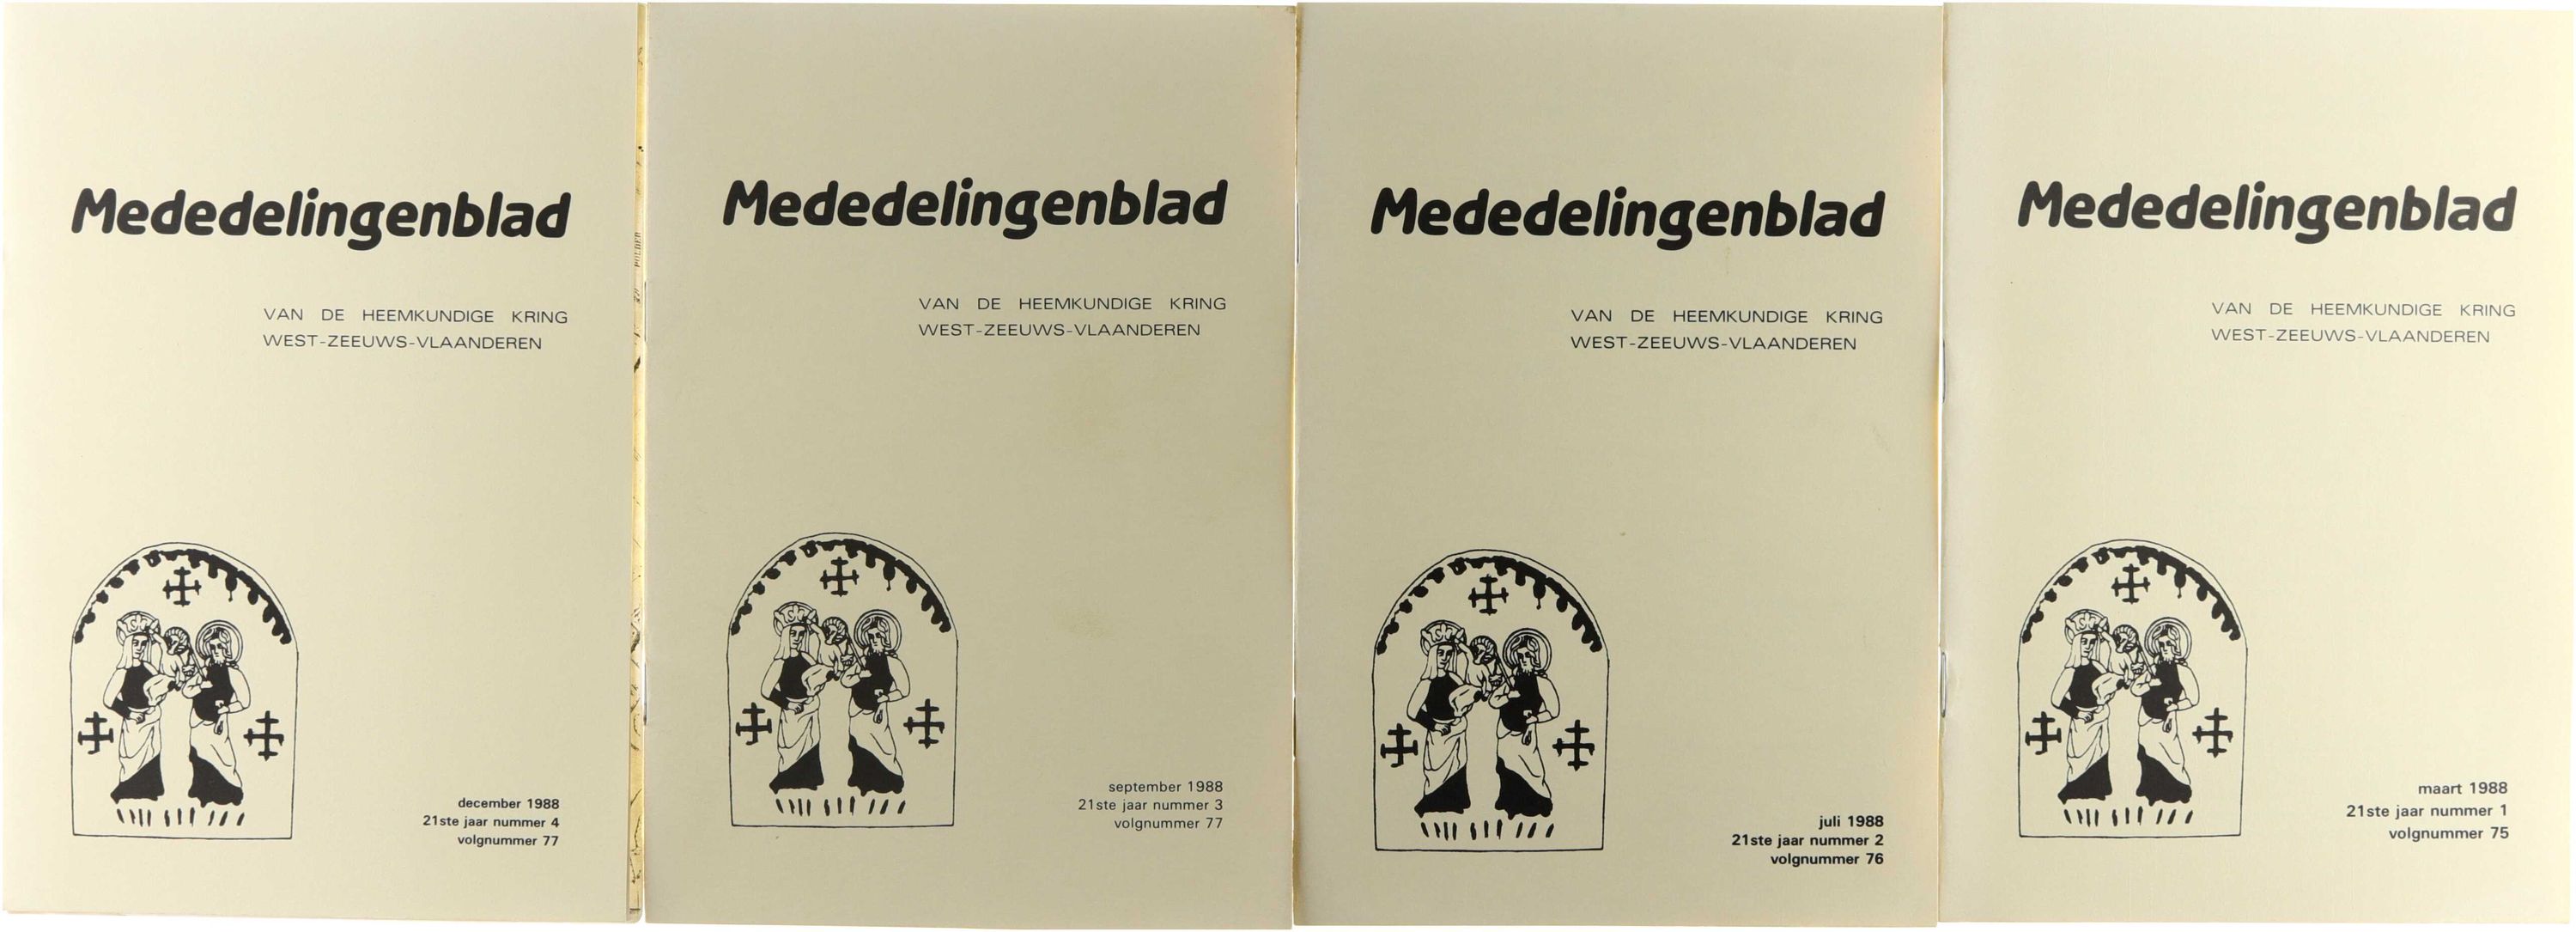 Mededelingenblad
VAN DE HEEMKUNDIGE KRING
WEST-ZEEUWS-VLAANDEREN
december 1988
21ste jaar nummer 4
volgnummer 77
Mededelingenblad
VAN DE HEEMKUNDIGE KRING
WEST-ZEEUWS-VLAANDEREN
september 1988
21ste jaar nummer 3
volgnummer 77
Mededelingenblad
VAN DE HEEMKUNDIGE KRING
WEST-ZEEUWS-VLAANDEREN
juli 1988
21ste jaar nummer 2
volgnummer 76
Mededelingenblad
VAN DE HEEMKUNDIGE KRING
WEST-ZEEUWS-VLAANDEREN
maart 1988
21ste jaar nummer 1
volgnummer 75